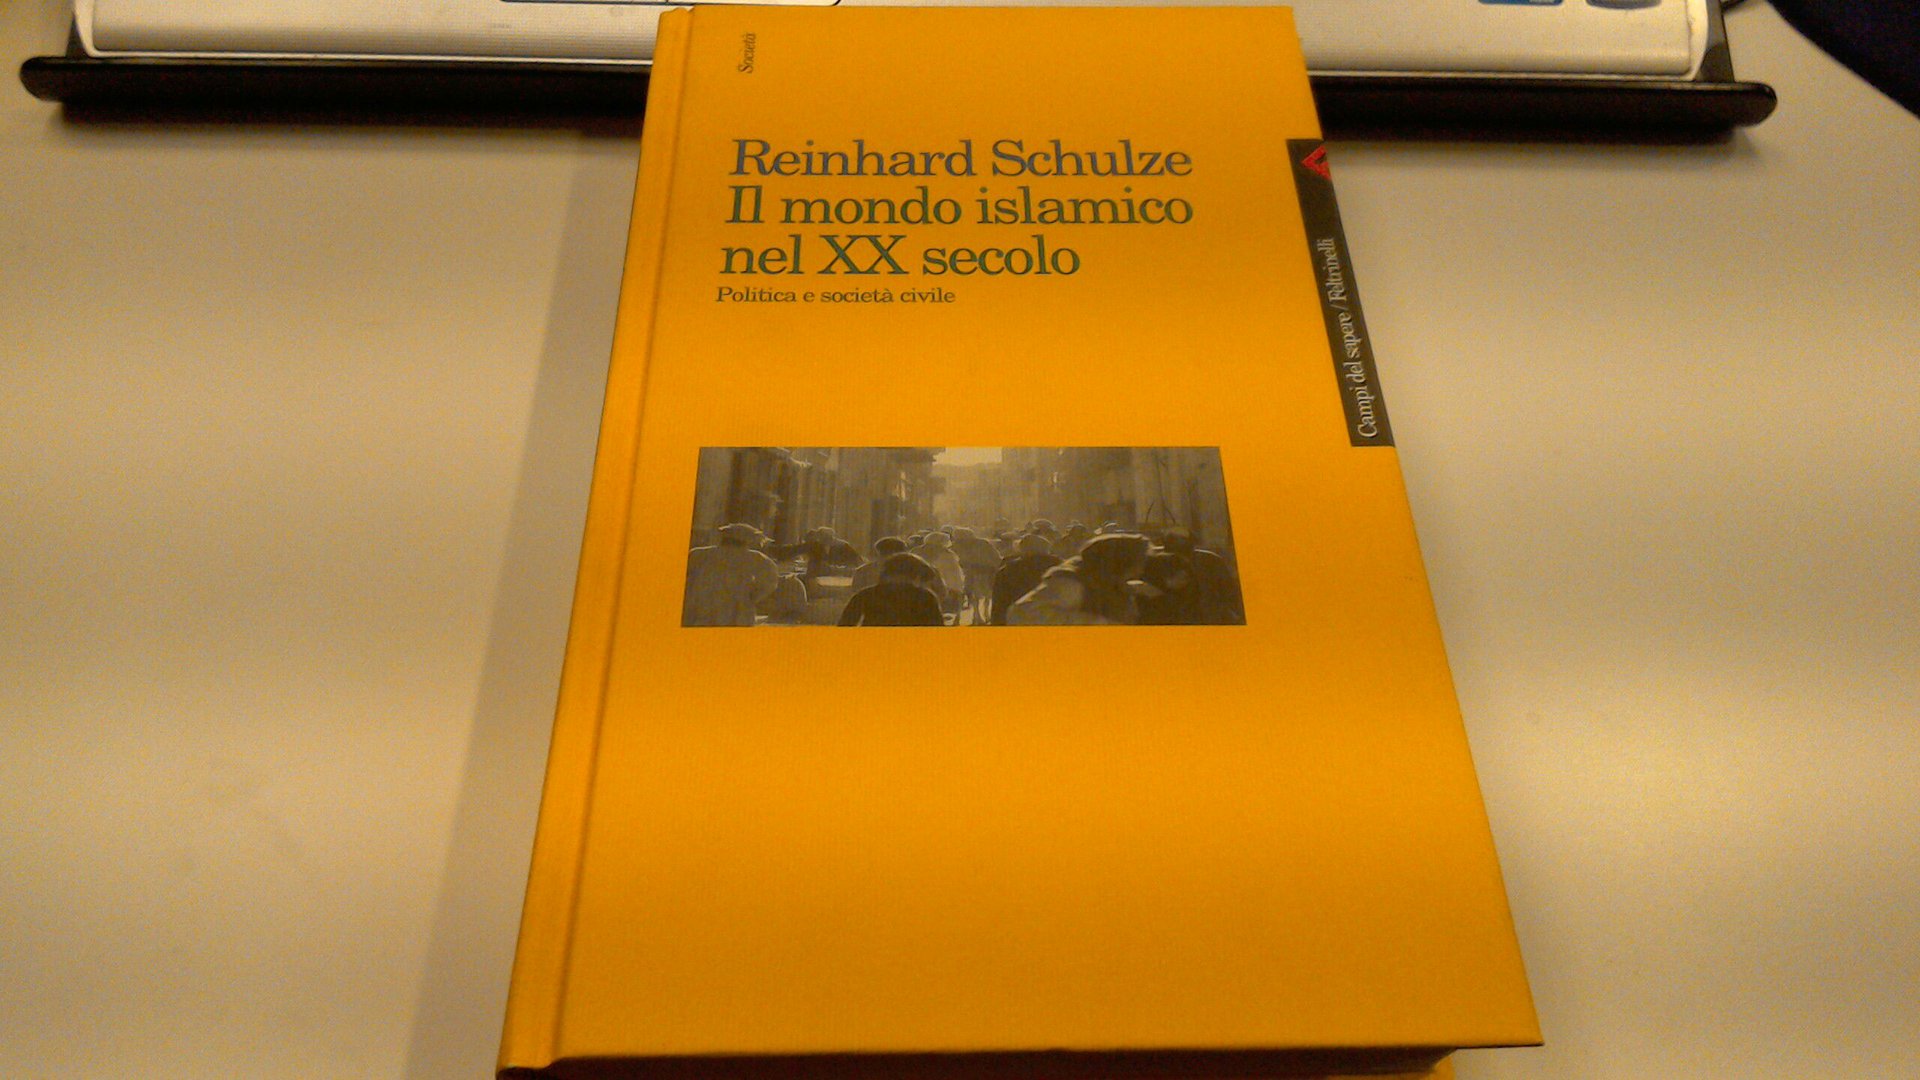 Società
Reinhard Schulze
Il mondo islamico
nel XX secolo
Politica e società civile
Campi del sapere / Feltrinelli